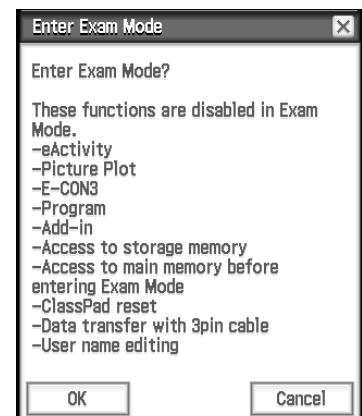 Enter Exam Mode
Enter Exam Mode?
These functions are disabled in Exam
Mode.
-eActivity
-Picture Plot
-E-CON3
-Program
-Add-in
-Access to storage memory
-Access to main memory before
entering Exam Mode
-ClassPad reset
-Data transfer with 3pin cable
-User name editing
OK
Cancel